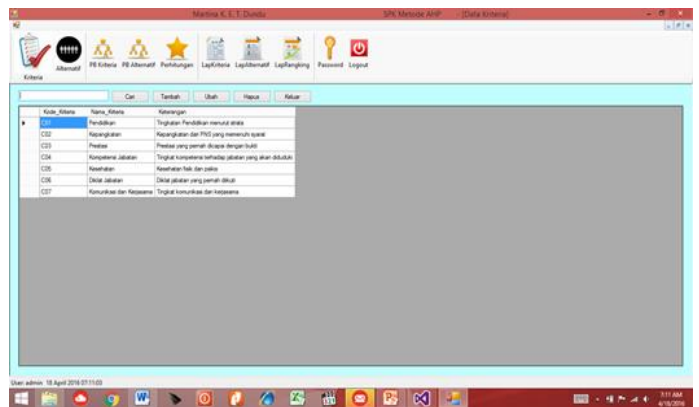 Martina K. E. T. Dundu SPK Metode AHP - [Data Kriteria]
Kriteria Alternatif PB Kriteria PB Alternatif Perhitungan LapKriteria LapAlternatif LapRangking Password Logout
Cari Tambah Ubah Hapus Keluar
Kode_Kriteria Nama_Kriteria Keterangan
C01 Pendidikan Tingkatan Pendidikan menurut strata
C02 Kepangkatan Kepangkatan dari PNS yang memenuhi syarat
C03 Prestasi Prestasi yang pernah dicapai dengan bukti
C04 Kompetensi Jabatan Tingkat kompetensi terhadap jabatan yang akan diduduki
C05 Kesehatan Kesehatan fisik dan psikis
C06 Diklat Jabatan Diklat jabatan yang pernah diikuti
C07 Komunikasi dan Kerjasama Tingkat komunikasi dan kerjasama
User: admin 18 April 2016 07:11:03
3:11 AM
4/18/2016